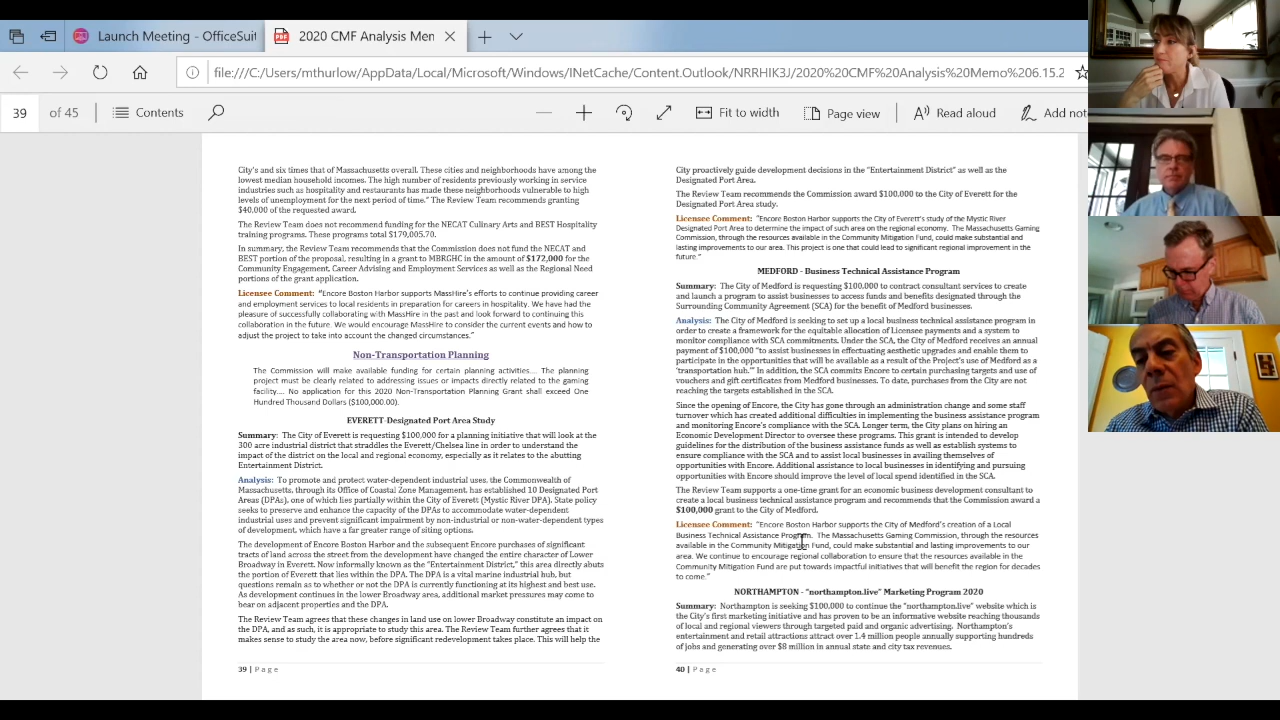 Launch Meeting - OfficeSuit
2020 CMF Analysis Men
file:///C:/Users/mthurlow/AppData/Local/Microsoft/Windows/INetCache/Content.Outlook/NRRHIK3J/2020%20CMF%20Analysis%20Memo%206.15.2
39 of 45
Contents
Fit to width
Page view
Read aloud
Add not
City's and six times that of Massachusetts overall. These cities and neighborhoods have among the
lowest median household incomes. The high number of residents previously working in service
industries such as hospitality and restaurants has made these neighborhoods vulnerable to high
levels of unemployment for the next period of time." The Review Team recommends granting
$40,000 of the requested award.
The Review Team does not recommend funding for the NECAT Culinary Arts and BEST Hospitality
training programs. These programs total $179,005.70.
In summary, the Review Team recommends that the Commission does not fund the NECAT and
BEST portion of the proposal, resulting in a grant to MBRGHC in the amount of $172,000 for the
Community Engagement, Career Advising and Employment Services as well as the Regional Need
portions of the grant application.
Licensee Comment: "Encore Boston Harbor supports MassHire's efforts to continue providing career
and employment services to local residents in preparation for careers in hospitality. We have had the
pleasure of successfully collaborating with MassHire in the past and look forward to continuing this
collaboration in the future. We would encourage MassHire to consider the current events and how to
adjust the project to take into account the changed circumstances."
Non-Transportation Planning
The Commission will make available funding for certain planning activities.... The planning
project must be clearly related to addressing issues or impacts directly related to the gaming
facility.... No application for this 2020 Non-Transportation Planning Grant shall exceed One
Hundred Thousand Dollars ($100,000.00).
EVERETT-Designated Port Area Study
Summary: The City of Everett is requesting $100,000 for a planning initiative that will look at the
300 acre industrial district that straddles the Everett/Chelsea line in order to understand the
impact of the district on the local and regional economy, especially as it relates to the abutting
Entertainment District.
Analysis: To promote and protect water-dependent industrial uses, the Commonwealth of
Massachusetts, through its Office of Coastal Zone Management, has established 10 Designated Port
Areas (DPAs), one of which lies partially within the City of Everett (Mystic River DPA). State policy
seeks to preserve and enhance the capacity of the DPAs to accommodate water-dependent
industrial uses and prevent significant impairment by non-industrial or non-water-dependent types
of development, which have a far greater range of siting options.
The development of Encore Boston Harbor and the subsequent Encore purchases of significant
tracts of land across the street from the development have changed the entire character of Lower
Broadway in Everett. Now informally known as the "Entertainment District," this area directly abuts
the portion of Everett that lies within the DPA. The DPA is a vital marine industrial hub, but
questions remain as to whether or not the DPA is currently functioning at its highest and best use.
As development continues in the lower Broadway area, additional market pressures may come to
bear on adjacent properties and the DPA.
The Review Team agrees that these changes in land use on lower Broadway constitute an impact on
the DPA, and as such, it is appropriate to study this area. The Review Team further agrees that it
makes sense to study the area now, before significant redevelopment takes place. This will help the
39 | P a g e
City proactively guide development decisions in the "Entertainment District" as well as the
Designated Port Area.
The Review Team recommends the Commission award $100,000 to the City of Everett for the
Designated Port Area study.
Licensee Comment: "Encore Boston Harbor supports the City of Everett's study of the Mystic River
Designated Port Area to determine the impact of such area on the regional economy. The Massachusetts Gaming
Commission, through the resources available in the Community Mitigation Fund, could make substantial and
lasting improvements to our area. This project is one that could lead to significant regional improvement in the
future."
MEDFORD - Business Technical Assistance Program
Summary: The City of Medford is requesting $100,000 to contract consultant services to create
and launch a program to assist businesses to access funds and benefits designated through the
Surrounding Community Agreement (SCA) for the benefit of Medford businesses.
Analysis: The City of Medford is seeking to set up a local business technical assistance program in
order to create a framework for the equitable allocation of Licensee payments and a system to
monitor compliance with SCA commitments. Under the SCA, the City of Medford receives an annual
payment of $100,000 "to assist businesses in effectuating aesthetic upgrades and enable them to
participate in the opportunities that will be available as a result of the Project's use of Medford as a
'transportation hub.'" In addition, the SCA commits Encore to certain purchasing targets and use of
vouchers and gift certificates from Medford businesses. To date, purchases from the City are not
reaching the targets established in the SCA.
Since the opening of Encore, the City has gone through an administration change and some staff
turnover which has created additional difficulties in implementing the business assistance program
and monitoring Encore's compliance with the SCA. Longer term, the City plans on hiring an
Economic Development Director to oversee these programs. This grant is intended to develop
guidelines for the distribution of the business assistance funds as well as establish systems to
ensure compliance with the SCA and to assist local businesses in availing themselves of
opportunities with Encore. Additional assistance to local businesses in identifying and pursuing
opportunities with Encore should improve the level of local spend identified in the SCA.
The Review Team supports a one-time grant for an economic business development consultant to
create a local business technical assistance program and recommends that the Commission award a
$100,000 grant to the City of Medford.
Licensee Comment: "Encore Boston Harbor supports the City of Medford's creation of a Local
Business Technical Assistance Program. The Massachusetts Gaming Commission, through the resources
available in the Community Mitigation Fund, could make substantial and lasting improvements to our
area. We continue to encourage regional collaboration to ensure that the resources available in the
Community Mitigation Fund are put towards impactful initiatives that will benefit the region for decades
to come."
NORTHAMPTON - "northampton.live" Marketing Program 2020
Summary: Northampton is seeking $100,000 to continue the "northampton.live" website which is
the City's first marketing initiative and has proven to be an informative website reaching thousands
of local and regional viewers through targeted paid and organic advertising. Northampton's
entertainment and retail attractions attract over 1.4 million people annually supporting hundreds
of jobs and generating over $8 million in annual state and city tax revenues.
40 | P a g e